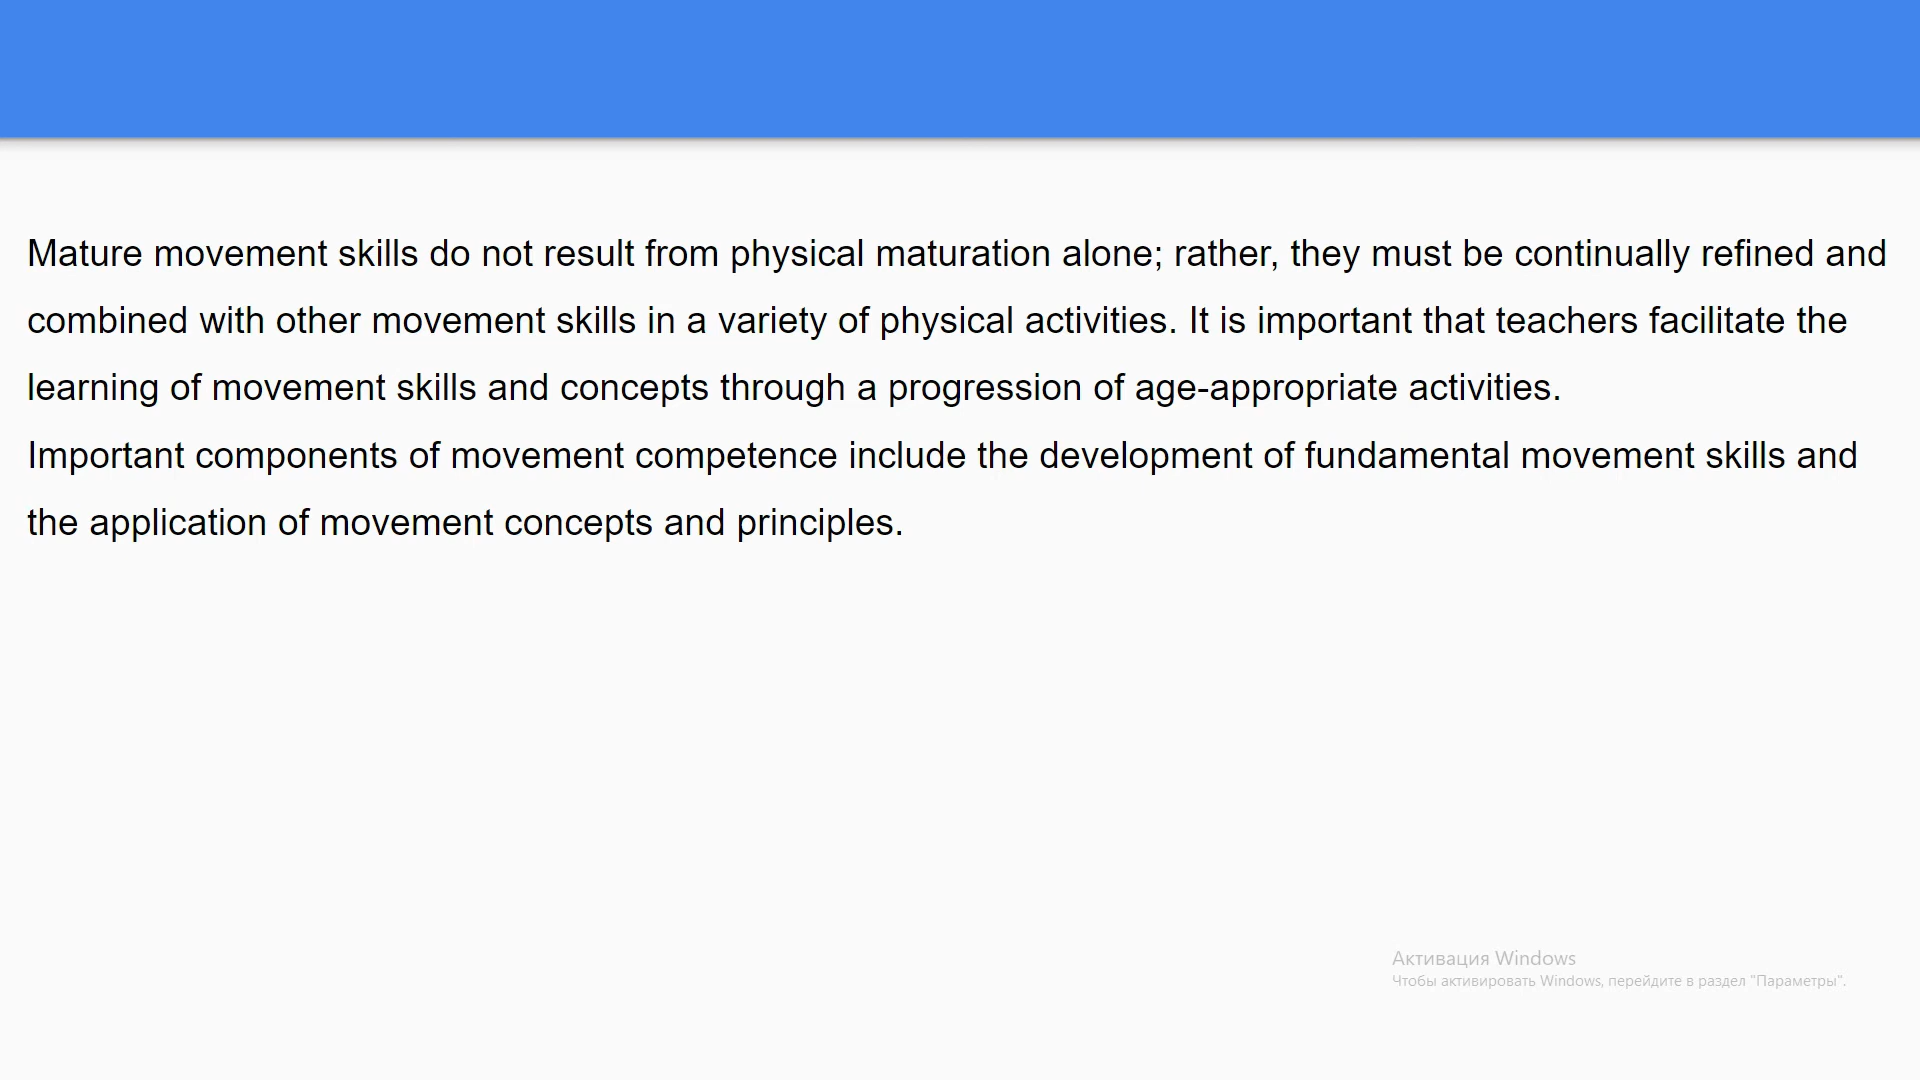 Mature movement skills do not result from physical maturation alone; rather, they must be continually refined and
combined with other movement skills in a variety of physical activities. It is important that teachers facilitate the
learning of movement skills and concepts through a progression of age-appropriate activities.
Important components of movement competence include the development of fundamental movement skills and
the application of movement concepts and principles.
Активация Windows
Чтобы активировать Windows, перейдите в раздел "Параметры".